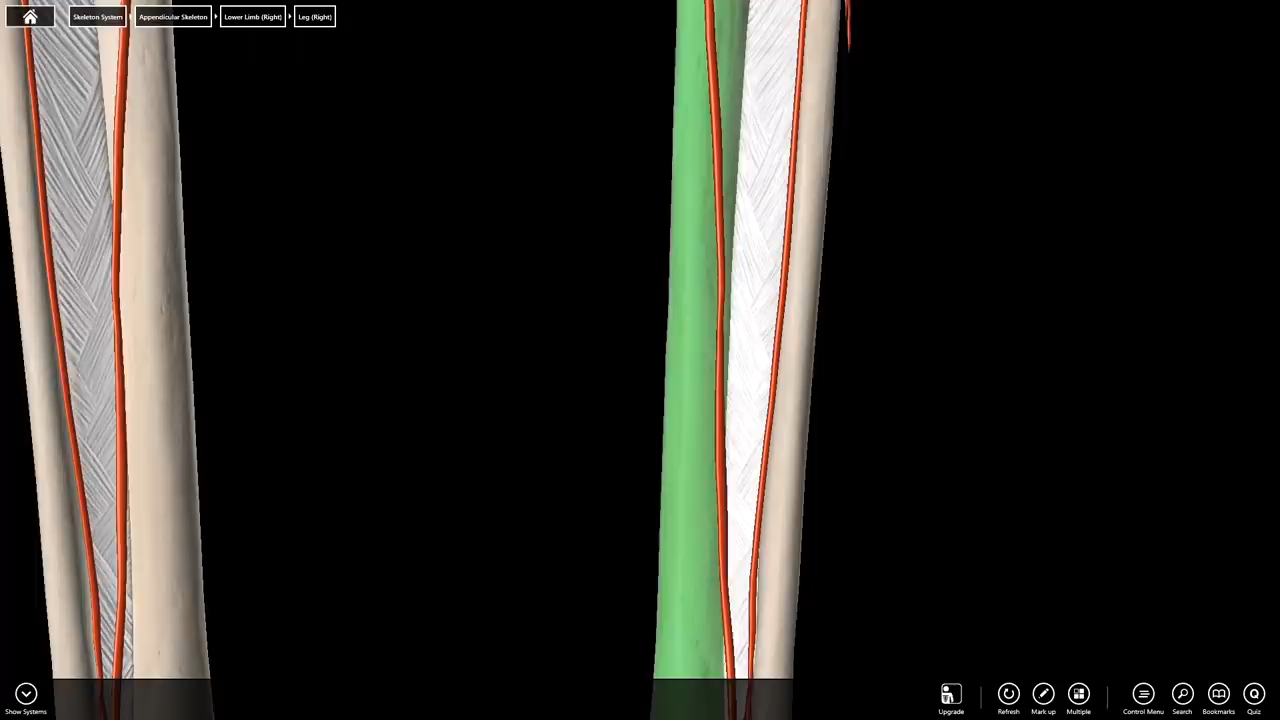 Skeleton System
Appendicular Skeleton
Lower Limb (Right)
Leg (Right)
Show Systems
Upgrade
Refresh
Mark up
Multiple
Control Menu
Search
Bookmarks
Quiz